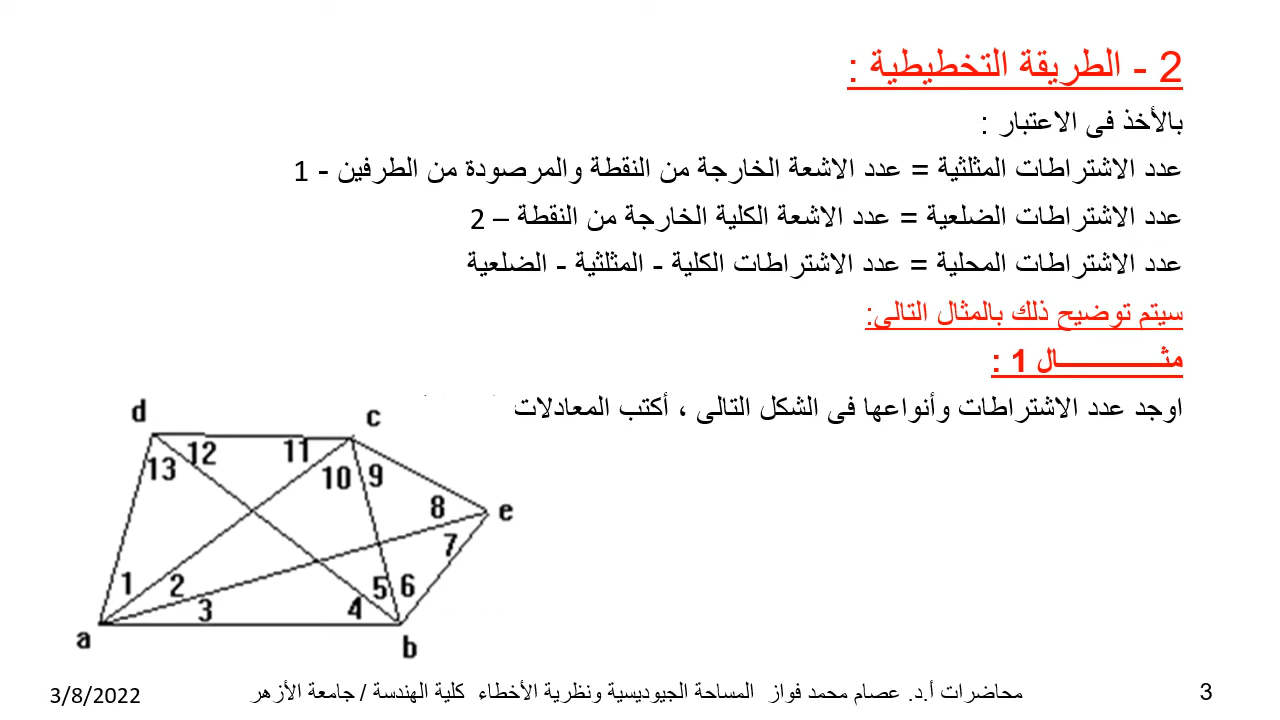 2 - الطريقة التخطيطية :
بالأخذ فى الاعتبار :
عدد الاشتراطات المثلثية = عدد الاشعة الخارجة من النقطة والمرصودة من الطرفين - 1
عدد الاشتراطات الضلعية = عدد الاشعة الكلية الخارجة من النقطة – 2
عدد الاشتراطات المحلية = عدد الاشتراطات الكلية - المثلثية - الضلعية
سيتم توضيح ذلك بالمثال التالى:
مثـــــــــــــال 1 :
اوجد عدد الاشتراطات وأنواعها فى الشكل التالى ، أكتب المعادلات
d
c
12
11
13
10
9
8
e
7
1
2
5
6
3
4
a
b
3/8/2022
محاضرات أ.د. عصام محمد فواز المساحة الجيوديسية ونظرية الأخطاء كلية الهندسة / جامعة الأزهر
3